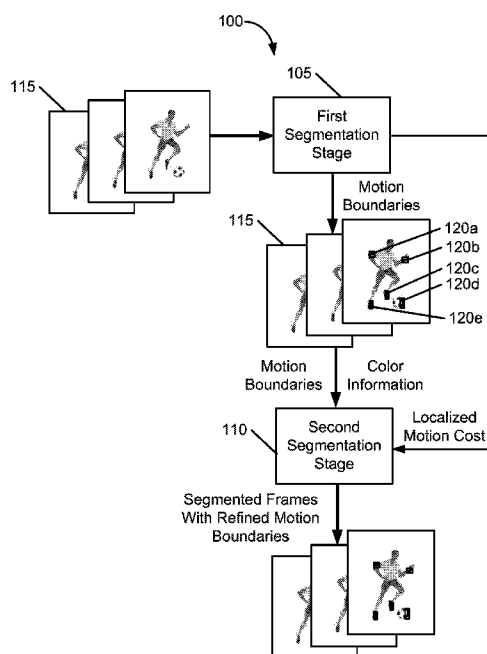 100
115
105
First
Segmentation
Stage
Motion
Boundaries
115
120a
120b
120c
120d
120e
Motion
Boundaries
Color
Information
110
Second
Segmentation
Stage
Localized
Motion Cost
Segmented Frames
With Refined Motion
Boundaries